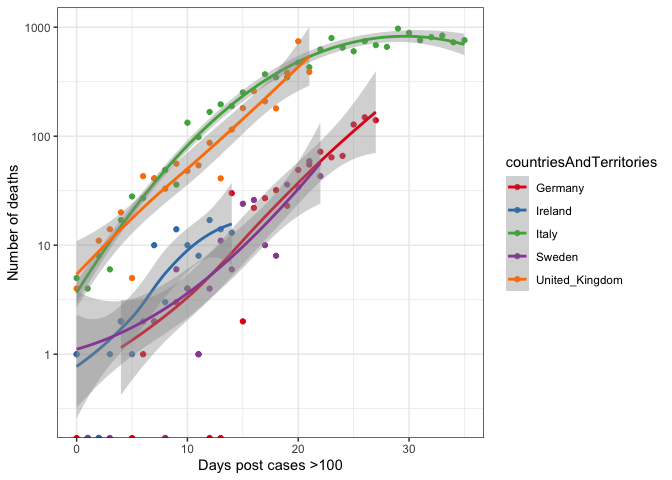 1000
100
10
1
Number of deaths
0
10
20
30
Days post cases >100
countriesAndTerritories
Germany
Ireland
Italy
Sweden
United_Kingdom